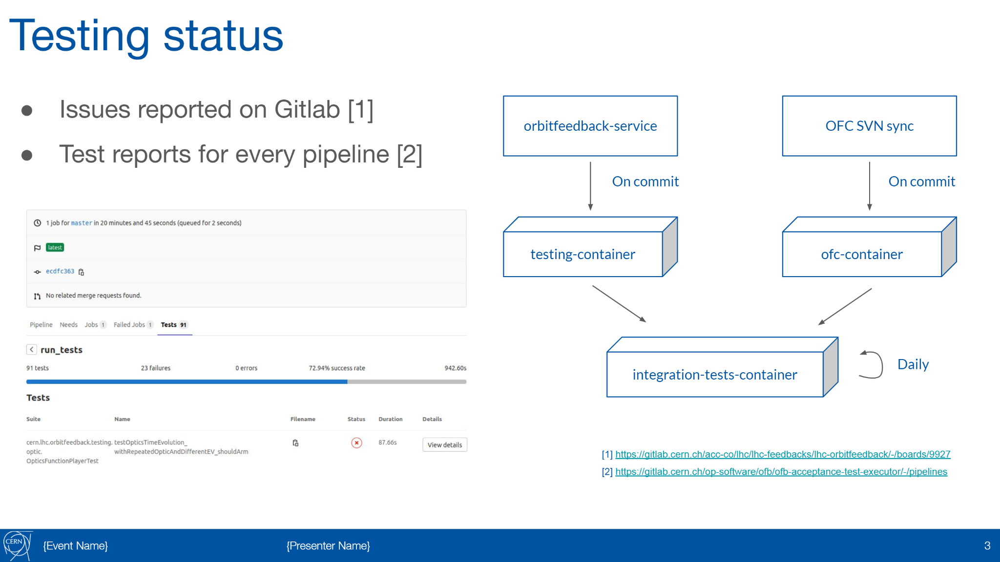 Testing status
● Issues reported on Gitlab [1]
● Test reports for every pipeline [2]
1 job for master in 20 minutes and 45 seconds (queued for 2 seconds)
latest
ecdfc363
No related merge requests found.
Pipeline Needs Jobs 1 Failed Jobs 1 Tests 91
run_tests
91 tests 23 failures 0 errors 72.94% success rate 942.60s
Tests
Suite Name Filename Status Duration Details
cern.lhc.orbitfeedback.testing. testOpticsTimeEvolution_ 87.66s View details
optic. withRepeatedOpticAndDifferentEV_shouldArm
OpticsFunctionPlayerTest
orbitfeedback-service
OFC SVN sync
On commit
On commit
testing-container
ofc-container
integration-tests-container
Daily
[1] https://gitlab.cern.ch/acc-co/lhc/lhc-feedbacks/lhc-orbitfeedback/-/boards/9927
[2] https://gitlab.cern.ch/op-software/ofb/ofb-acceptance-test-executor/-/pipelines
CERN
{Event Name}
{Presenter Name}
3